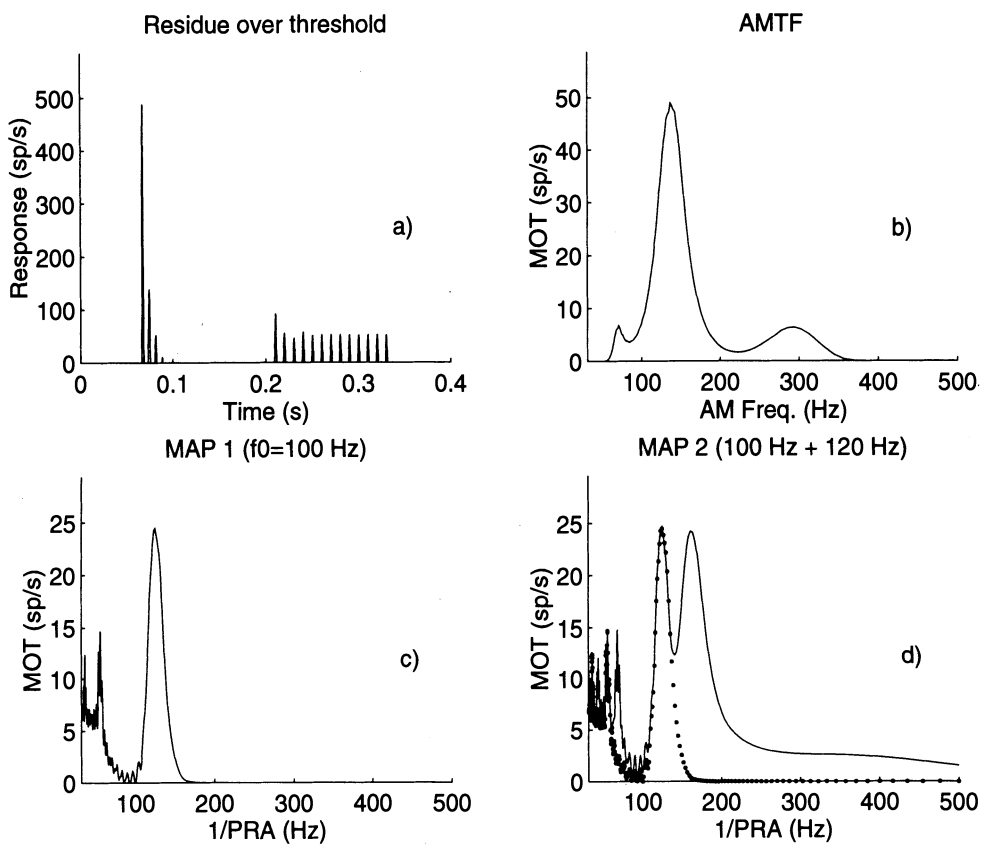 Residue over threshold
Response (sp/s)
500
400
300
200
100
0
0 0.1 0.2 0.3 0.4
Time (s)
a)
AMTF
MOT (sp/s)
50
40
30
20
10
0
100 200 300 400 500
AM Freq. (Hz)
b)
MAP 1 (f0=100 Hz)
MOT (sp/s)
25
20
15
10
5
0
100 200 300 400 500
1/PRA (Hz)
c)
MAP 2 (100 Hz + 120 Hz)
MOT (sp/s)
25
20
15
10
5
0
100 200 300 400 500
1/PRA (Hz)
d)